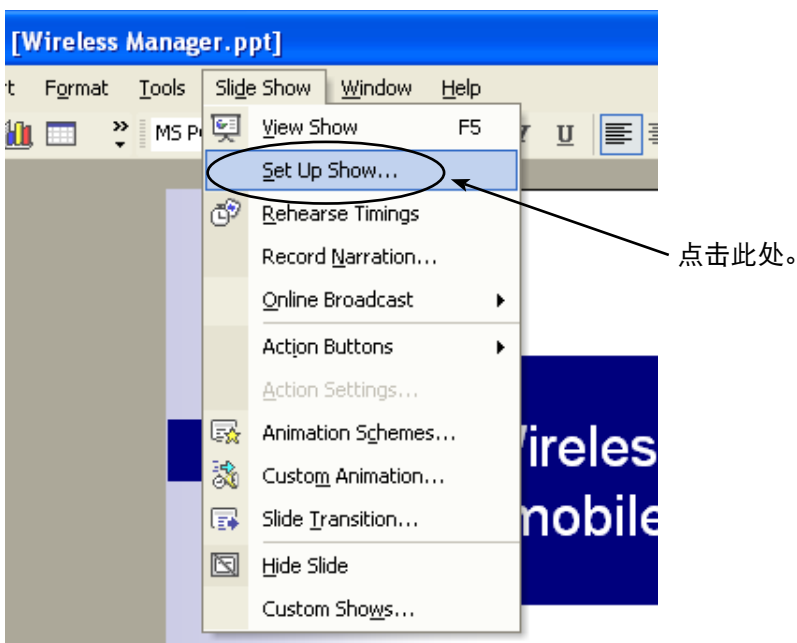 [Wireless Manager.ppt]
t Format Tools Slide Show Window Help
MS P
U
View Show F5
Set Up Show...
Rehearse Timings
Record Narration...
点击此处。
Online Broadcast
Action Buttons
Action Settings...
Animation Schemes...
Custom Animation...
Slide Transition...
Hide Slide
Custom Shows...
ireles
mobile